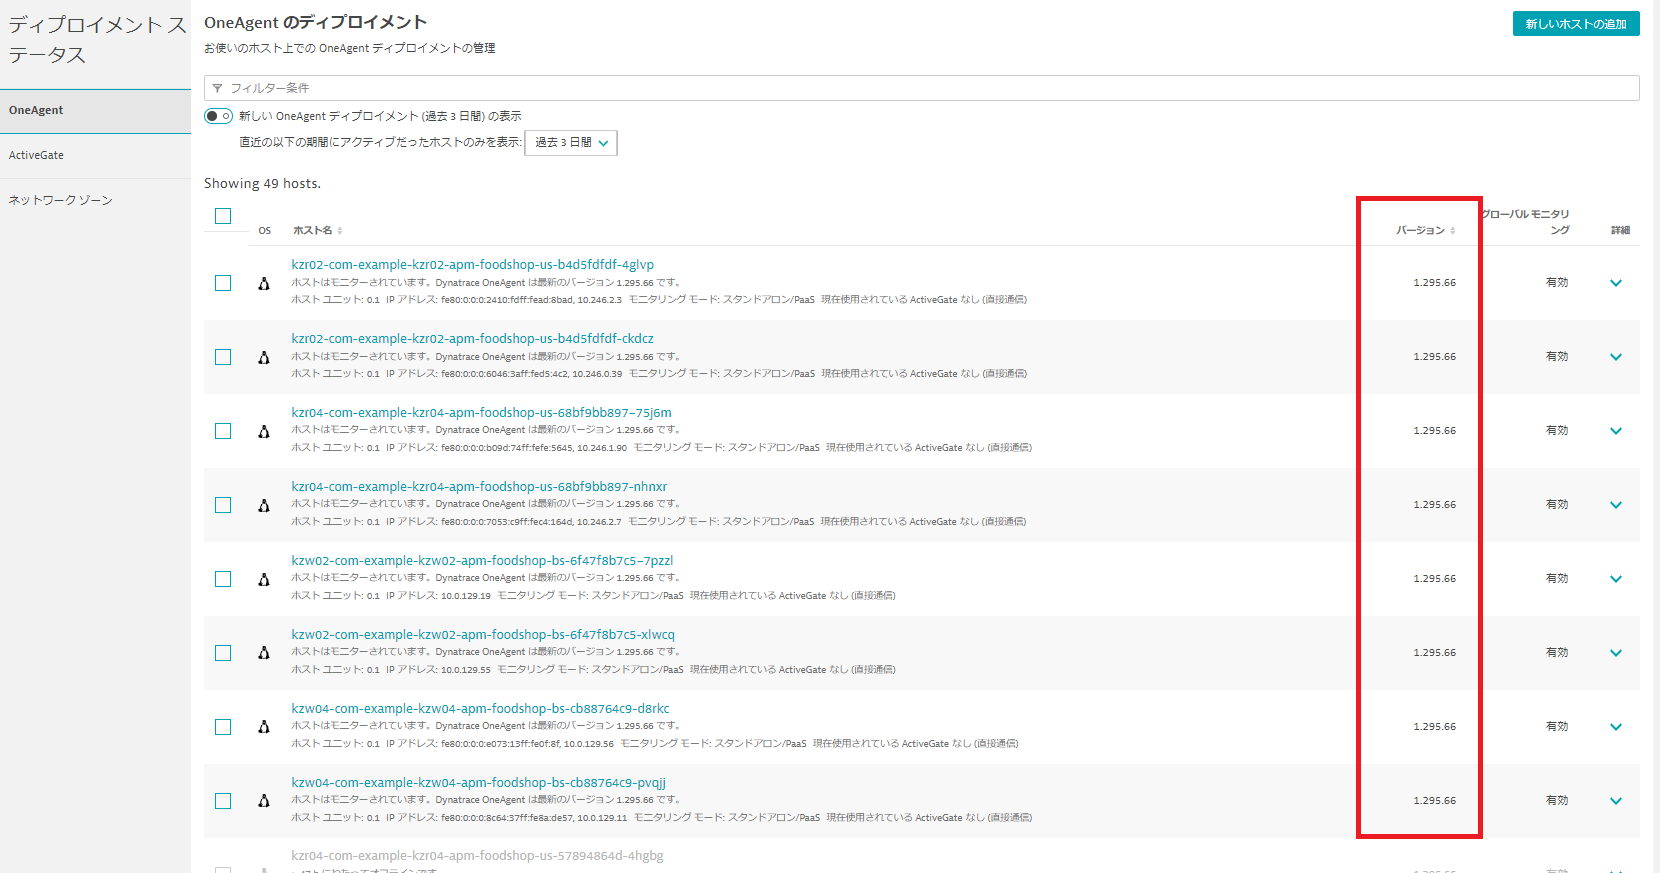 ディプロイメント ス
テータス
OneAgent
ActiveGate
ネットワーク ゾーン
OneAgent のディプロイメント
新しいホストの追加
お使いのホスト上での OneAgent ディプロイメントの管理
フィルター条件
新しい OneAgent ディプロイメント (過去 3 日間) の表示
直近の以下の期間にアクティブだったホストのみを表示: 過去 3 日間
Showing 49 hosts.
OS ホスト名 バージョン グローバル モニタリ
ング 詳細
kzr02-com-example-kzr02-apm-foodshop-us-b4d5fdfdf-4glvp
ホストはモニターされています。Dynatrace OneAgent は最新のバージョン 1.295.66 です。 1.295.66 有効
ホスト ユニット: 0.1 IP アドレス: fe80:0:0:0:2410:fdff:fead:8bad, 10.246.2.3 モニタリング モード: スタンドアロン/PaaS 現在使用されている ActiveGate なし (直接通信)
kzr02-com-example-kzr02-apm-foodshop-us-b4d5fdfdf-ckdcz
ホストはモニターされています。Dynatrace OneAgent は最新のバージョン 1.295.66 です。 1.295.66 有効
ホスト ユニット: 0.1 IP アドレス: fe80:0:0:0:6046:3aff:fed5:4c2, 10.246.0.39 モニタリング モード: スタンドアロン/PaaS 現在使用されている ActiveGate なし (直接通信)
kzr04-com-example-kzr04-apm-foodshop-us-68bf9bb897-75j6m
ホストはモニターされています。Dynatrace OneAgent は最新のバージョン 1.295.66 です。 1.295.66 有効
ホスト ユニット: 0.1 IP アドレス: fe80:0:0:0:b09d:74ff:fefe:5645, 10.246.1.90 モニタリング モード: スタンドアロン/PaaS 現在使用されている ActiveGate なし (直接通信)
kzr04-com-example-kzr04-apm-foodshop-us-68bf9bb897-nhnxr
ホストはモニターされています。Dynatrace OneAgent は最新のバージョン 1.295.66 です。 1.295.66 有効
ホスト ユニット: 0.1 IP アドレス: fe80:0:0:0:7053:c9ff:fec4:164d, 10.246.2.7 モニタリング モード: スタンドアロン/PaaS 現在使用されている ActiveGate なし (直接通信)
kzw02-com-example-kzw02-apm-foodshop-bs-6f47f8b7c5-7pzzl
ホストはモニターされています。Dynatrace OneAgent は最新のバージョン 1.295.66 です。 1.295.66 有効
ホスト ユニット: 0.1 IP アドレス: 10.0.129.19 モニタリング モード: スタンドアロン/PaaS 現在使用されている ActiveGate なし (直接通信)
kzw02-com-example-kzw02-apm-foodshop-bs-6f47f8b7c5-xlwcq
ホストはモニターされています。Dynatrace OneAgent は最新のバージョン 1.295.66 です。 1.295.66 有効
ホスト ユニット: 0.1 IP アドレス: 10.0.129.55 モニタリング モード: スタンドアロン/PaaS 現在使用されている ActiveGate なし (直接通信)
kzw04-com-example-kzw04-apm-foodshop-bs-cb88764c9-d8rkc
ホストはモニターされています。Dynatrace OneAgent は最新のバージョン 1.295.66 です。 1.295.66 有効
ホスト ユニット: 0.1 IP アドレス: fe80:0:0:0:e073:13ff:fe0f:8f, 10.0.129.56 モニタリング モード: スタンドアロン/PaaS 現在使用されている ActiveGate なし (直接通信)
kzw04-com-example-kzw04-apm-foodshop-bs-cb88764c9-pvqjj
ホストはモニターされています。Dynatrace OneAgent は最新のバージョン 1.295.66 です。 1.295.66 有効
ホスト ユニット: 0.1 IP アドレス: fe80:0:0:0:8c64:37ff:fe8a:de57, 10.0.129.11 モニタリング モード: スタンドアロン/PaaS 現在使用されている ActiveGate なし (直接通信)
kzr04-com-example-kzr04-apm-foodshop-us-57894864d-4hgbg